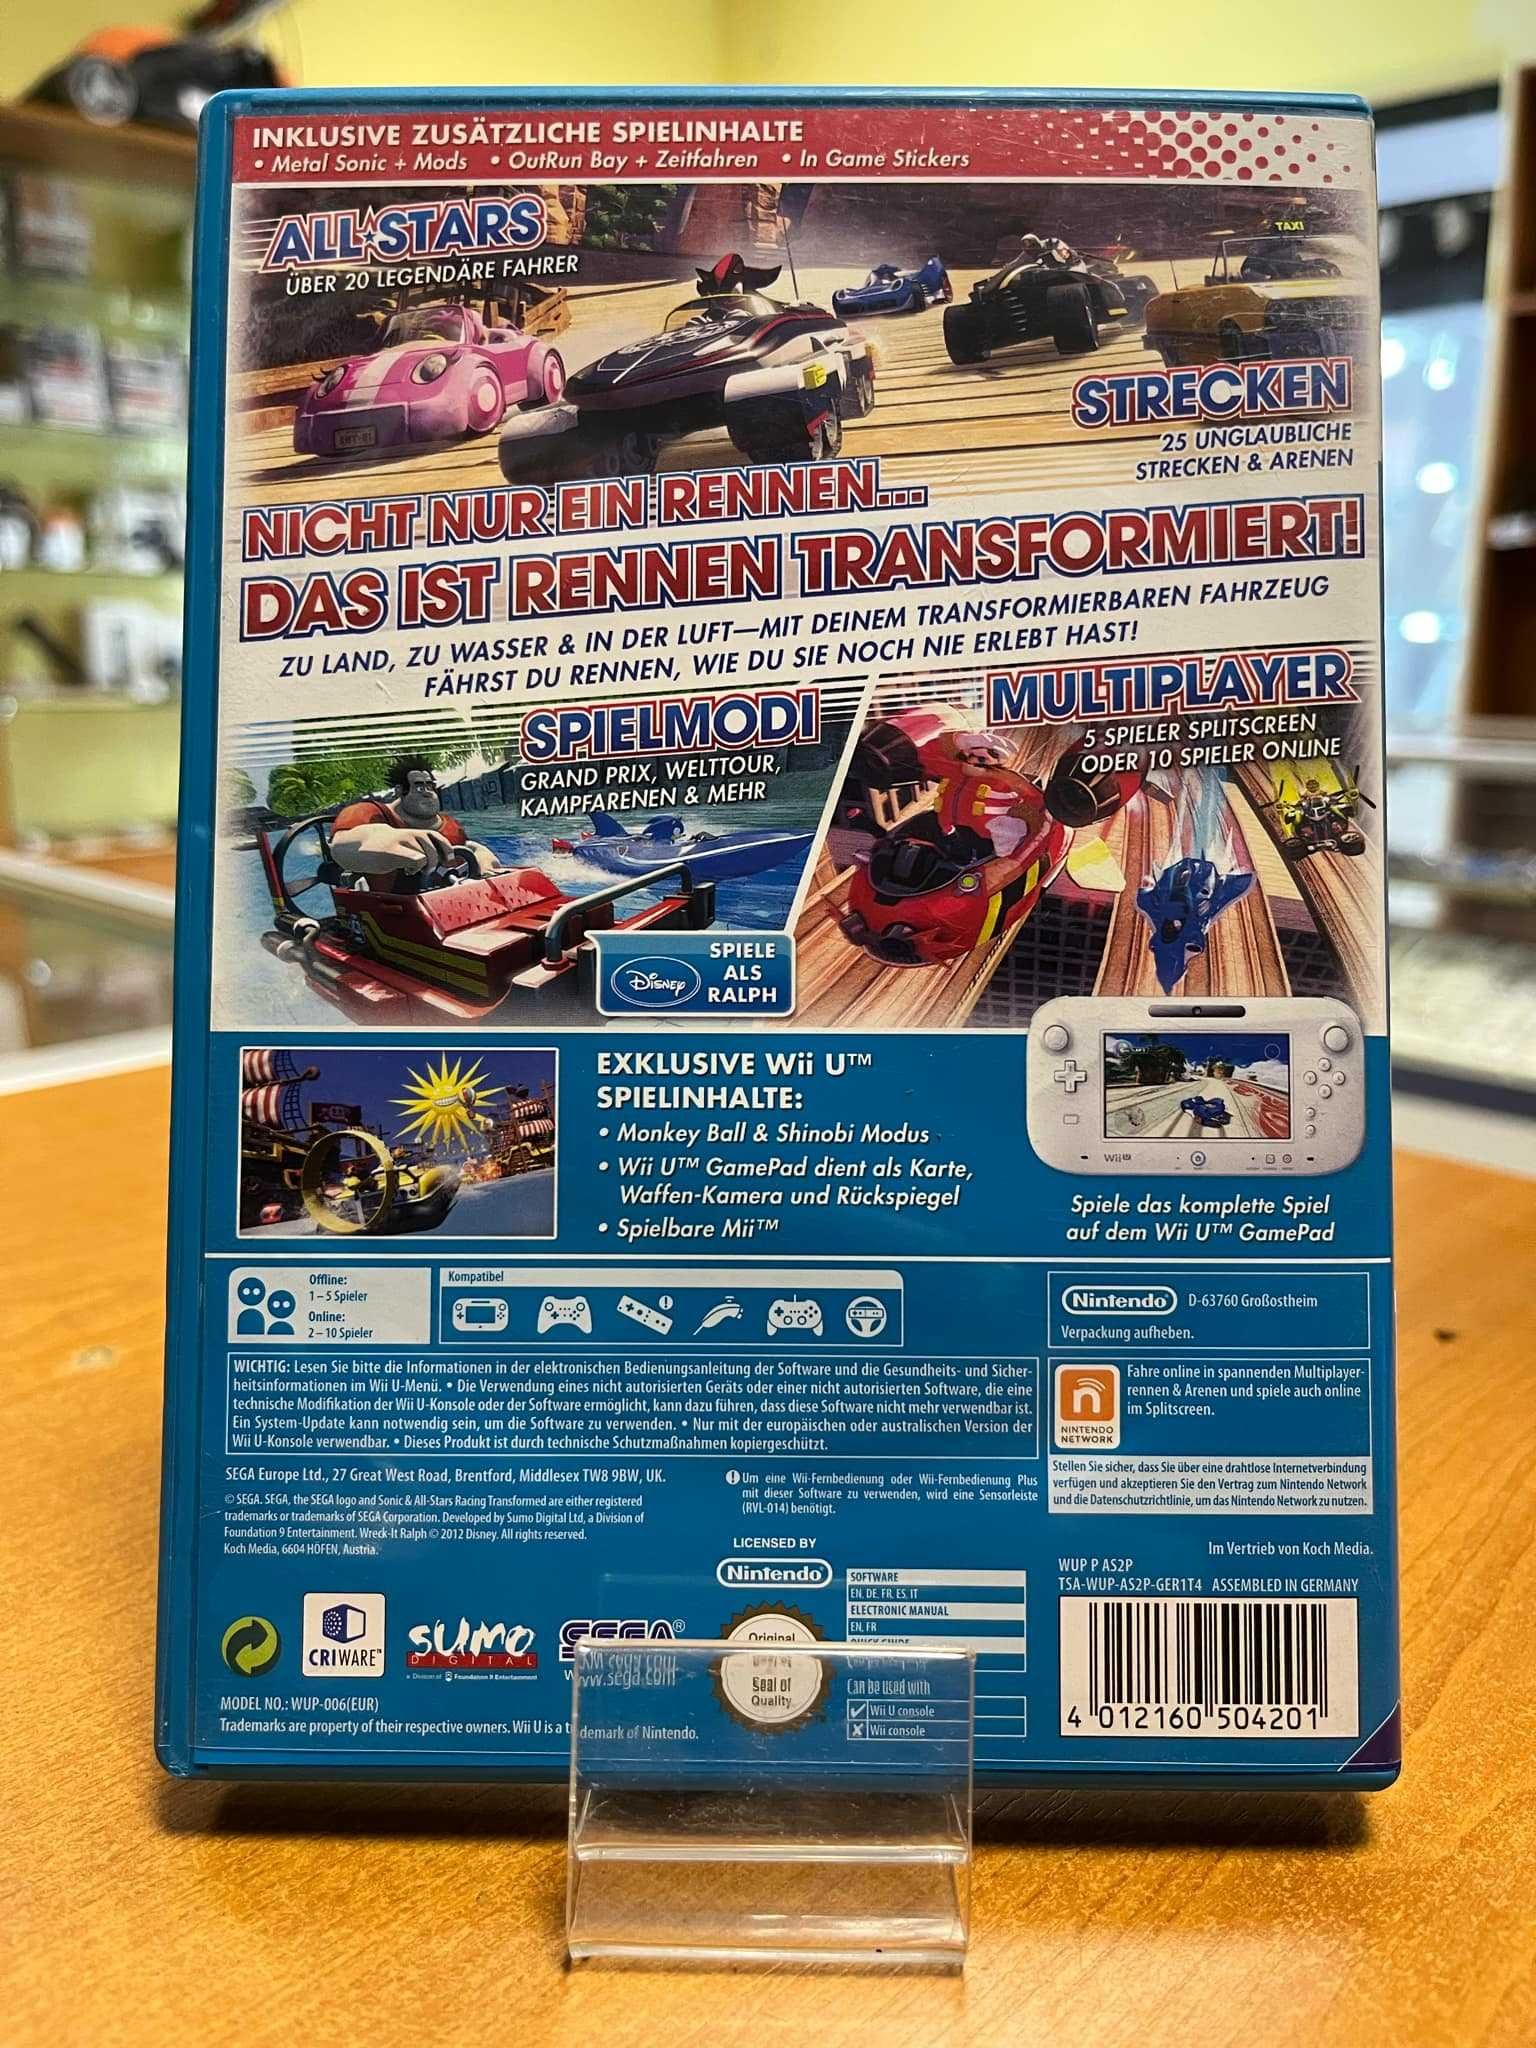 INKLUSIVE ZUSÄTZLICHE SPIELINHALTE
• Metal Sonic + Mods • OutRun Bay + Zeitfahren • In Game Stickers
ALL★STARS
ÜBER 20 LEGENDÄRE FAHRER
TAXI
STRECKEN
25 UNGLAUBLICHE
STRECKEN & ARENEN
NICHT NUR EIN RENNEN...
DAS IST RENNEN TRANSFORMIERT!
ZU LAND, ZU WASSER & IN DER LUFT—MIT DEINEM TRANSFORMIERBAREN FAHRZEUG
FÄHRST DU RENNEN, WIE DU SIE NOCH NIE ERLEBT HAST!
SPIELMODI
GRAND PRIX, WELTTOUR,
KAMPFARENEN & MEHR
MULTIPLAYER
5 SPIELER SPLITSCREEN
ODER 10 SPIELER ONLINE
Disney
SPIELE
ALS
RALPH
EXKLUSIVE Wii U™
SPIELINHALTE:
• Monkey Ball & Shinobi Modus
• Wii U™ GamePad dient als Karte,
Waffen-Kamera und Rückspiegel
• Spielbare Mii™
Wii U
Spiele das komplette Spiel
auf dem Wii U™ GamePad
Offline:
1 – 5 Spieler
Online:
2 – 10 Spieler
Kompatibel
Nintendo D-63760 Großostheim
Verpackung aufheben.
WICHTIG: Lesen Sie bitte die Informationen in der elektronischen Bedienungsanleitung der Software und die Gesundheits- und Sicher-
heitsinformationen im Wii U-Menü. • Die Verwendung eines nicht autorisierten Geräts oder einer nicht autorisierten Software, die eine
technische Modifikation der Wii U-Konsole oder der Software ermöglicht, kann dazu führen, dass diese Software nicht mehr verwendbar ist.
Ein System-Update kann notwendig sein, um die Software zu verwenden. • Nur mit der europäischen oder australischen Version der
Wii U-Konsole verwendbar. • Dieses Produkt ist durch technische Schutzmaßnahmen kopiergeschützt.
NINTENDO
NETWORK
Fahre online in spannenden Multiplayer-
rennen & Arenen und spiele auch online
im Splitscreen.
Stellen Sie sicher, dass Sie über eine drahtlose Internetverbindung
verfügen und akzeptieren Sie den Vertrag zum Nintendo Network
und die Datenschutzrichtlinie, um das Nintendo Network zu nutzen.
SEGA Europe Ltd., 27 Great West Road, Brentford, Middlesex TW8 9BW, UK.
© SEGA. SEGA, the SEGA logo and Sonic & All-Stars Racing Transformed are either registered
trademarks or trademarks of SEGA Corporation. Developed by Sumo Digital Ltd, a Division of
Foundation 9 Entertainment. Wreck-It Ralph © 2012 Disney. All rights reserved.
Koch Media, 6604 HÖFEN, Austria.
Um eine Wii-Fernbedienung oder Wii-Fernbedienung Plus
mit dieser Software zu verwenden, wird eine Sensorleiste
(RVL-014) benötigt.
LICENSED BY
Nintendo
Im Vertrieb von Koch Media.
WUP P AS2P
TSA-WUP-AS2P-GER1T4 ASSEMBLED IN GERMANY
SOFTWARE
EN, DE, FR, ES, IT
ELECTRONIC MANUAL
EN, FR
QUICK GUIDE
CRIWARE™
SUMO
DIGITAL
a Division of Foundation 9 Entertainment
SEGA®
www.sega.com
Original
Seal of
Quality
Can be used with
Wii U console
Wii console
4 012160 504201
MODEL NO.: WUP-006(EUR)
Trademarks are property of their respective owners. Wii U is a trademark of Nintendo.